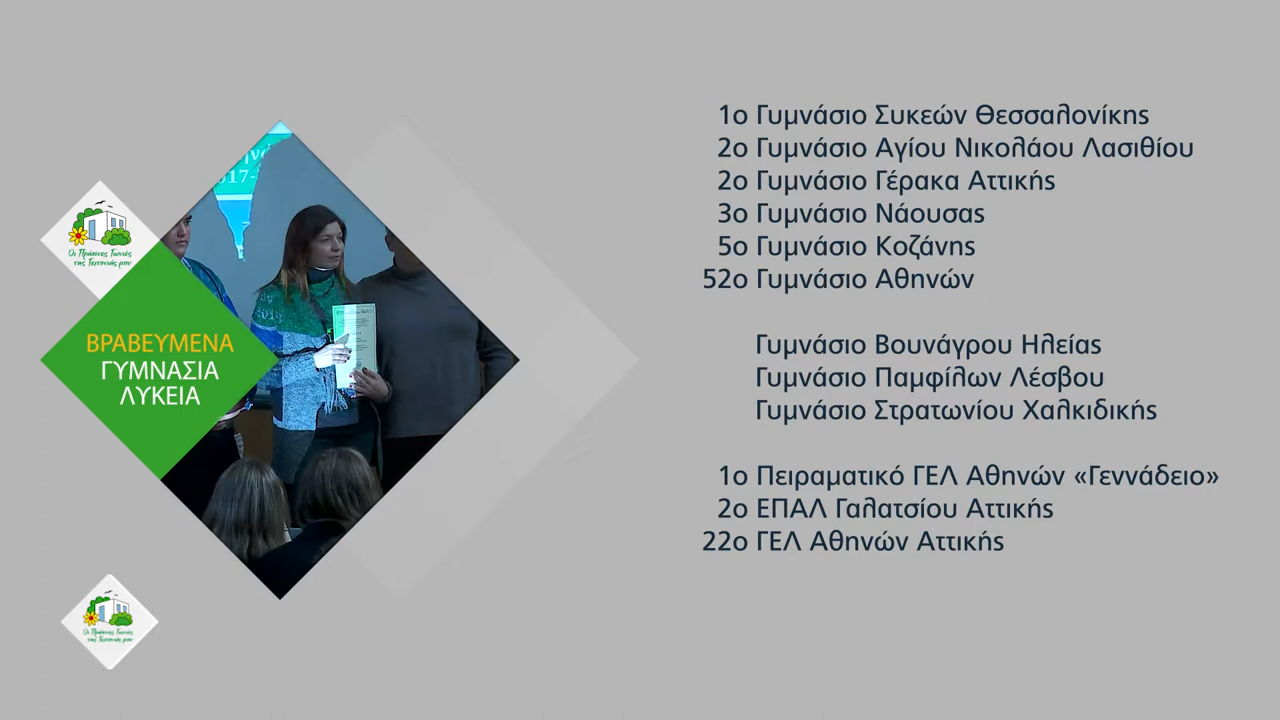 Οι Πράσινες Γωνιές
της Γειτονιάς μου
ΒΡΑΒΕΥΜΕΝΑ
ΓΥΜΝΑΣΙΑ
ΛΥΚΕΙΑ
1ο Γυμνάσιο Συκεών Θεσσαλονίκης
2ο Γυμνάσιο Αγίου Νικολάου Λασιθίου
2ο Γυμνάσιο Γέρακα Αττικής
3ο Γυμνάσιο Νάουσας
5ο Γυμνάσιο Κοζάνης
52ο Γυμνάσιο Αθηνών
Γυμνάσιο Βουνάγρου Ηλείας
Γυμνάσιο Παμφίλων Λέσβου
Γυμνάσιο Στρατωνίου Χαλκιδικής
1ο Πειραματικό ΓΕΛ Αθηνών «Γεννάδειο»
2ο ΕΠΑΛ Γαλατσίου Αττικής
22ο ΓΕΛ Αθηνών Αττικής
Οι Πράσινες Γωνιές
της Γειτονιάς μου